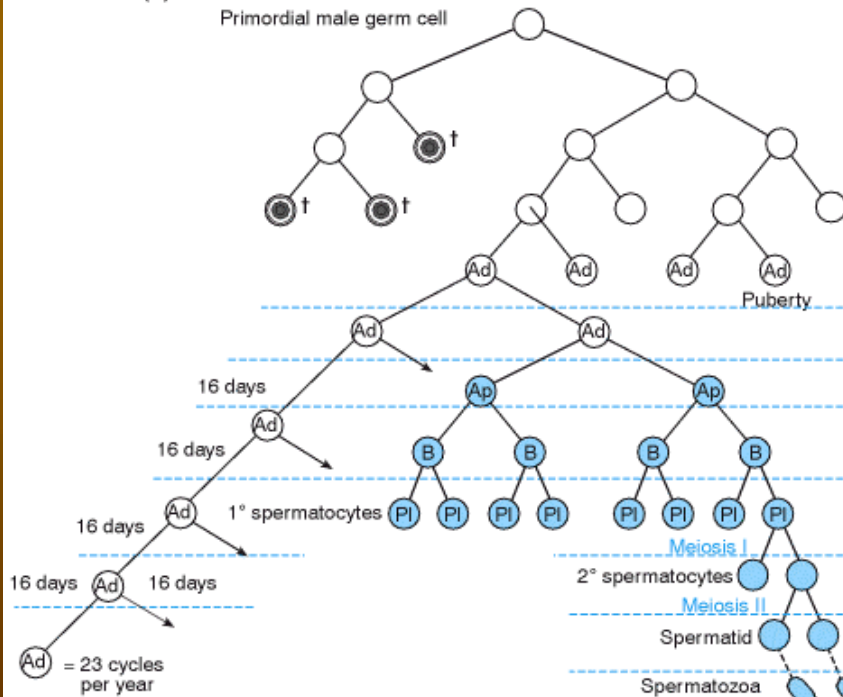 Primordial male germ cell
t
t t
Ad Ad Ad Ad
Puberty
Ad Ad
16 days
Ap Ap
Ad
16 days
B B B B
Ad
1° spermatocytes
Pl Pl Pl Pl Pl Pl Pl Pl
16 days
Meiosis I
16 days Ad 16 days
2° spermatocytes
Meiosis II
Spermatid
Ad = 23 cycles
per year
Spermatozoa